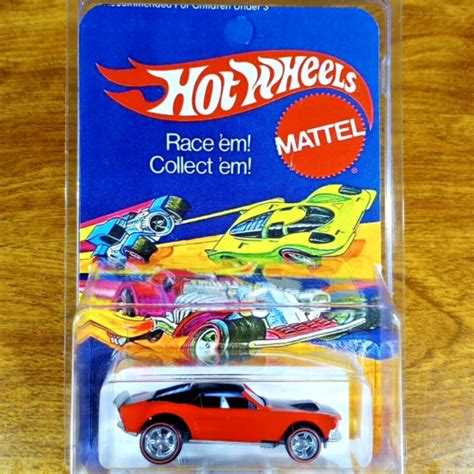 Recommended For Children Under 3
HOT WHEELS
Race 'em!
Collect 'em!
MATTEL
®